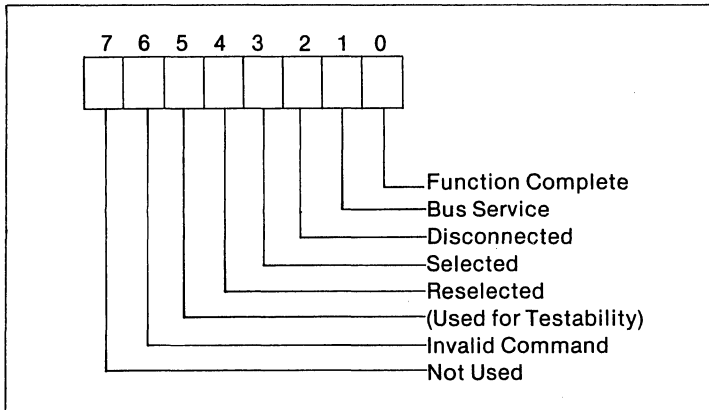 7 6 5 4 3 2 1 0
Function Complete
Bus Service
Disconnected
Selected
Reselected
(Used for Testability)
Invalid Command
Not Used